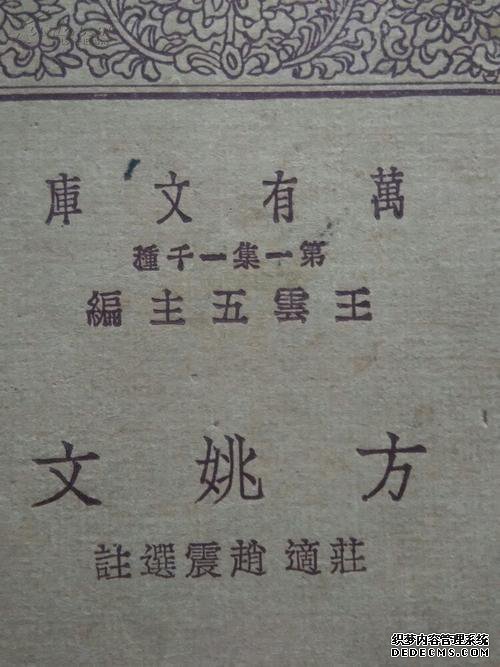 萬有文庫
第一集一千種
王雲五主編
方姚文
莊適 趙震選註
织梦内容管理系统
DEDECMS.COM